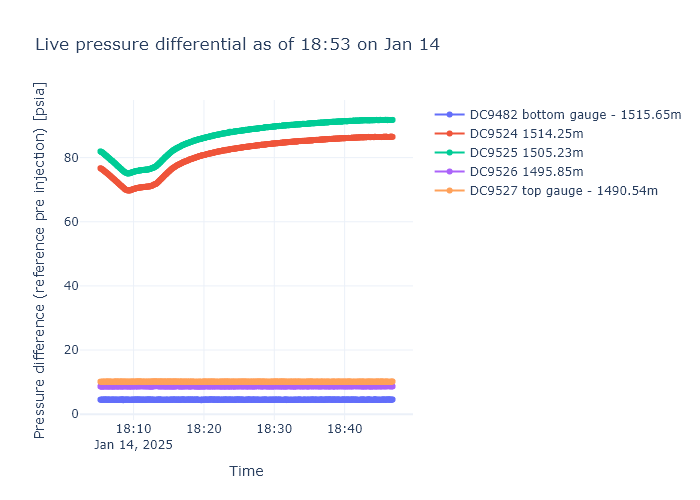 Live pressure differential as of 18:53 on Jan 14
Pressure difference (reference pre injection) [psia]
80
60
40
20
0
18:10
18:20
18:30
18:40
Jan 14, 2025
Time
DC9482 bottom gauge - 1515.65m
DC9524 1514.25m
DC9525 1505.23m
DC9526 1495.85m
DC9527 top gauge - 1490.54m